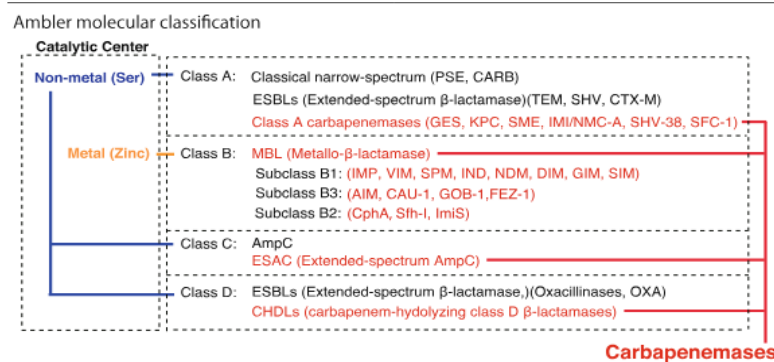 Ambler molecular classification
Catalytic Center
Non-metal (Ser)
Class A: Classical narrow-spectrum (PSE, CARB)
ESBLs (Extended-spectrum β-lactamase)(TEM, SHV, CTX-M)
Class A carbapenemases (GES, KPC, SME, IMI/NMC-A, SHV-38, SFC-1)
Metal (Zinc)
Class B: MBL (Metallo-β-lactamase)
Subclass B1: (IMP, VIM, SPM, IND, NDM, DIM, GIM, SIM)
Subclass B3: (AIM, CAU-1, GOB-1,FEZ-1)
Subclass B2: (CphA, Sfh-I, ImiS)
Class C: AmpC
ESAC (Extended-spectrum AmpC)
Class D: ESBLs (Extended-spectrum β-lactamase,)(Oxacillinases, OXA)
CHDLs (carbapenem-hydolyzing class D β-lactamases)
Carbapenemases